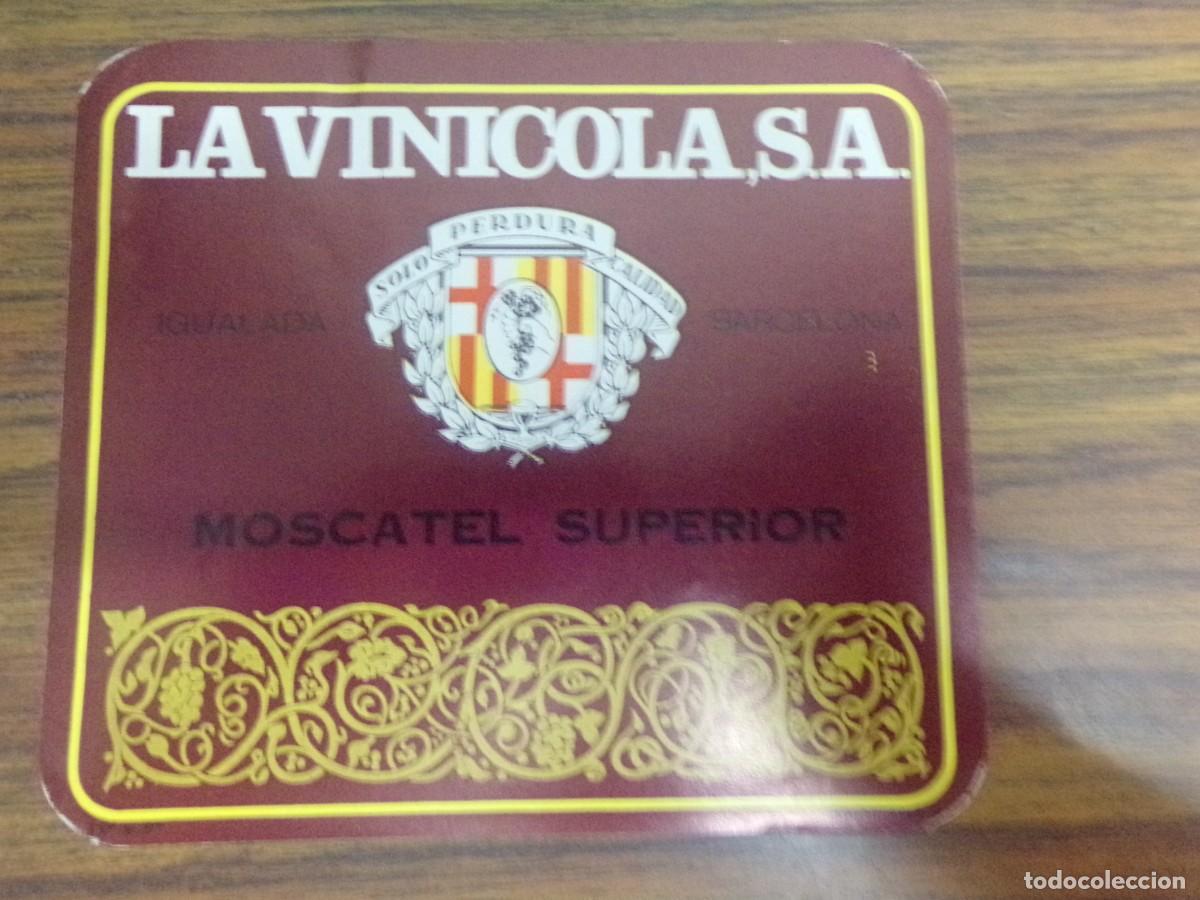 LA VINICOLA, S.A.
SOLO PERDURA CALIDAD
IGUALADA BARCELONA
MOSCATEL SUPERiOR
todocoleccion